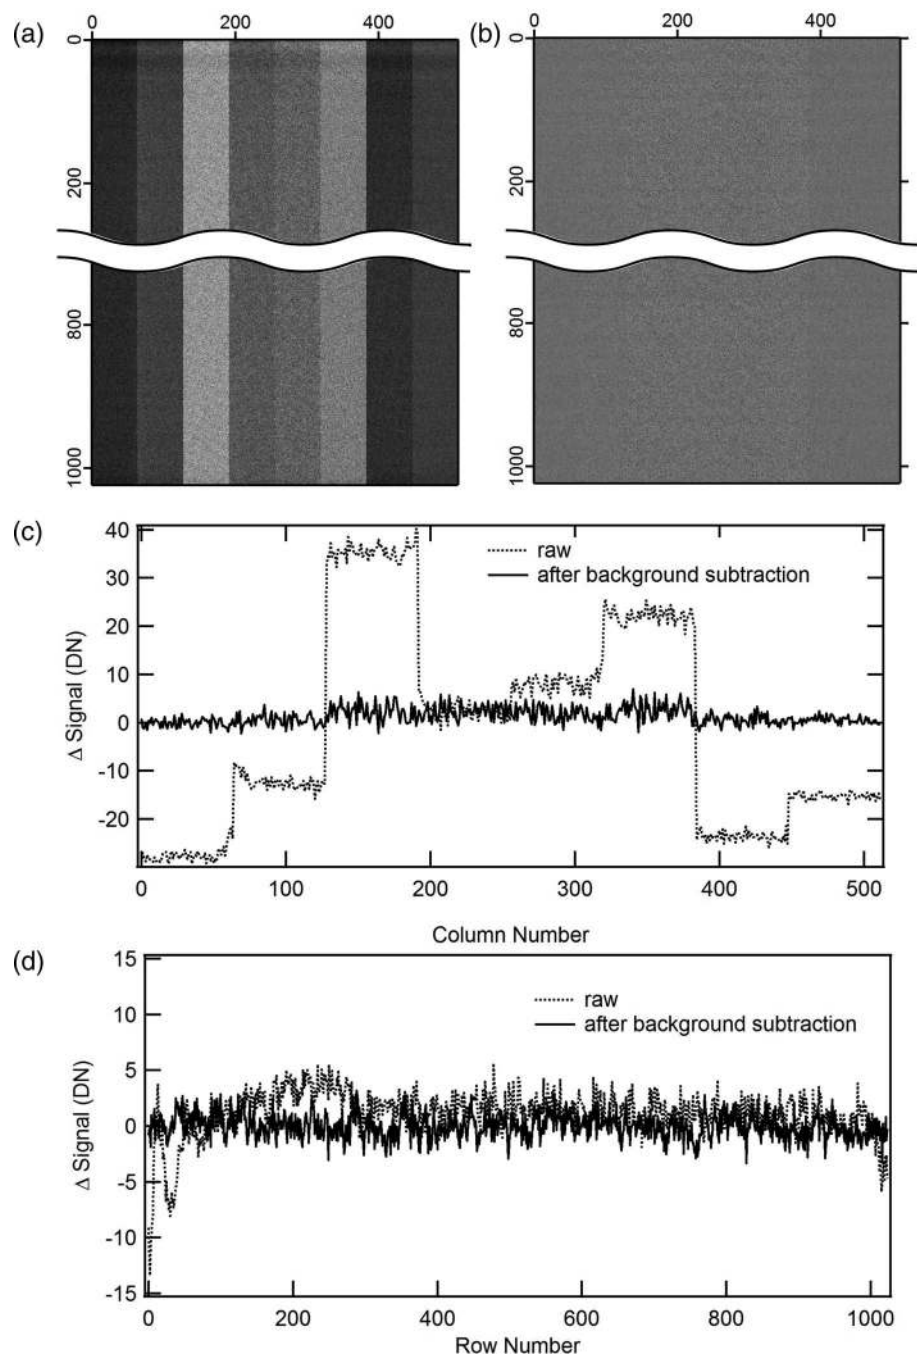 (a)
0 200 400
0
200
800
1000
(b)
0 200 400
0
200
800
1000
(c)
40
30
20
10
0
-10
-20
Δ Signal (DN)
raw
after background subtraction
0 100 200 300 400 500
Column Number
(d)
15
10
5
0
-5
-10
-15
Δ Signal (DN)
raw
after background subtraction
0 200 400 600 800 1000
Row Number